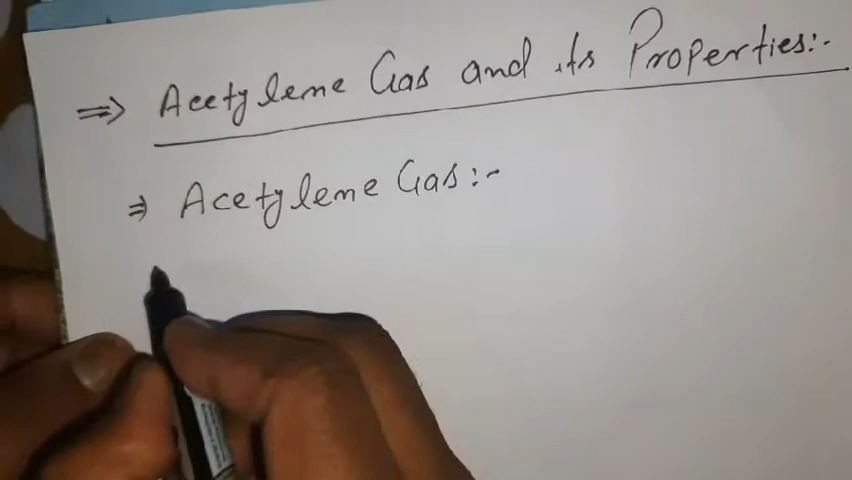 ⇒ Acetylene Gas and its Properties:-
⇒ Acetylene Gas:-